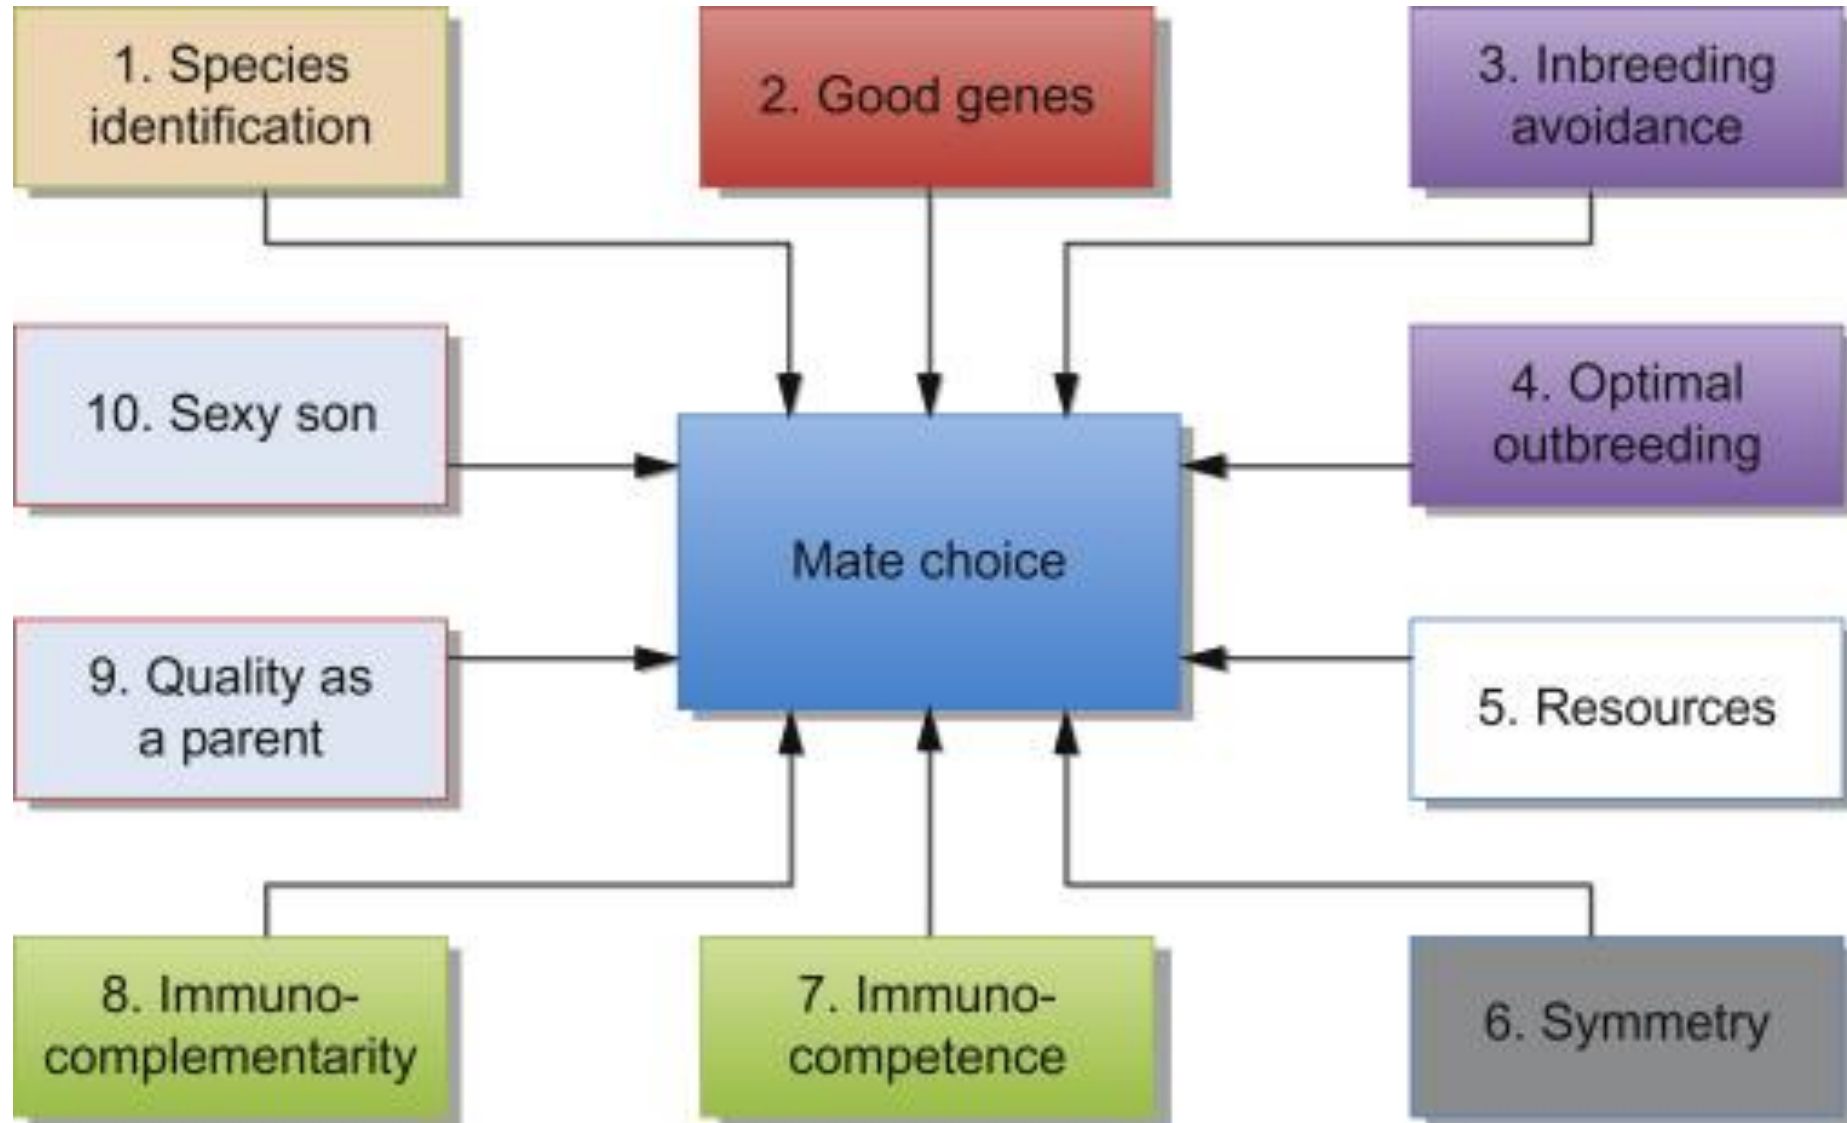 1. Species
identification
2. Good genes
3. Inbreeding
avoidance
10. Sexy son
4. Optimal
outbreeding
Mate choice
9. Quality as
a parent
5. Resources
8. Immuno-
complementarity
7. Immuno-
competence
6. Symmetry